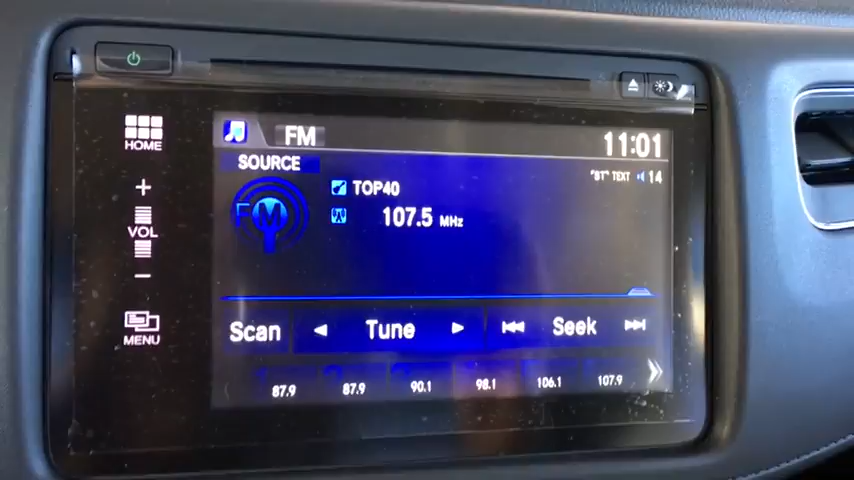 HOME
FM
11:01
SOURCE
"BT" TEXT 14
TOP40
FM
107.5 MHz
+
VOL
−
MENU
Scan Tune Seek
87.9 87.9 90.1 98.1 106.1 107.9